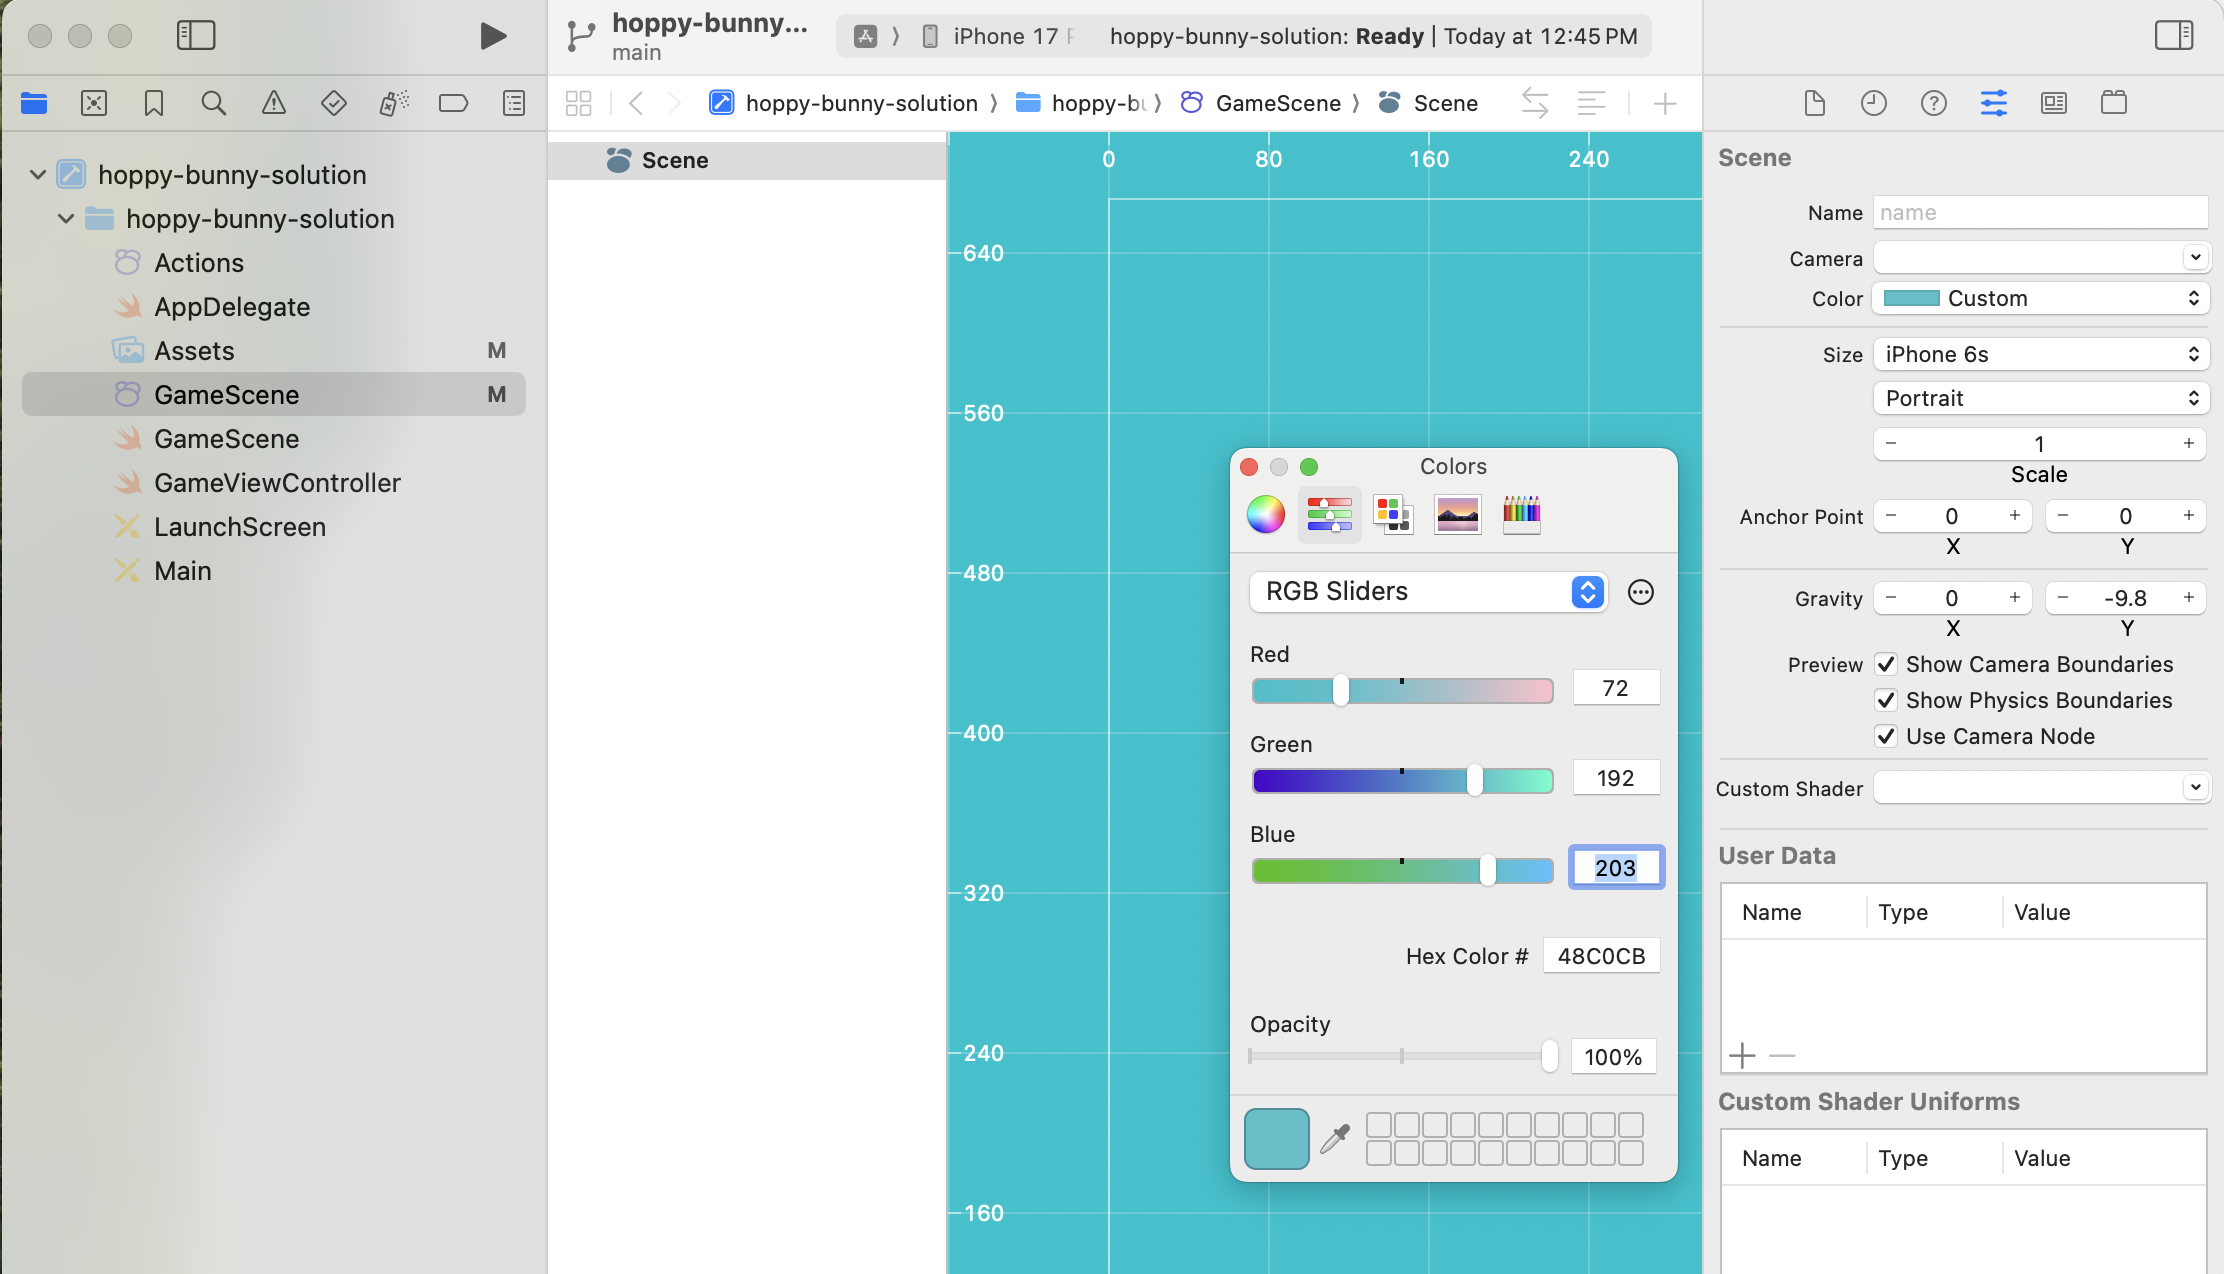 hoppy-bunny...
main
iPhone 17
hoppy-bunny-solution: Ready | Today at 12:45 PM
hoppy-bunny-solution
hoppy-bu
GameScene
Scene
hoppy-bunny-solution
hoppy-bunny-solution
Actions
AppDelegate
Assets M
GameScene M
GameScene
GameViewController
LaunchScreen
Main
Scene
0 80 160 240
640
560
480
400
320
240
160
Colors
RGB Sliders
Red
72
Green
192
Blue
203
Hex Color # 48C0CB
Opacity
100%
Scene
Name name
Camera
Color Custom
Size iPhone 6s
Portrait
− 1 +
Scale
Anchor Point − 0 + − 0 +
X Y
Gravity − 0 + − -9.8 +
X Y
Preview Show Camera Boundaries
Show Physics Boundaries
Use Camera Node
Custom Shader
User Data
Name Type Value
Custom Shader Uniforms
Name Type Value